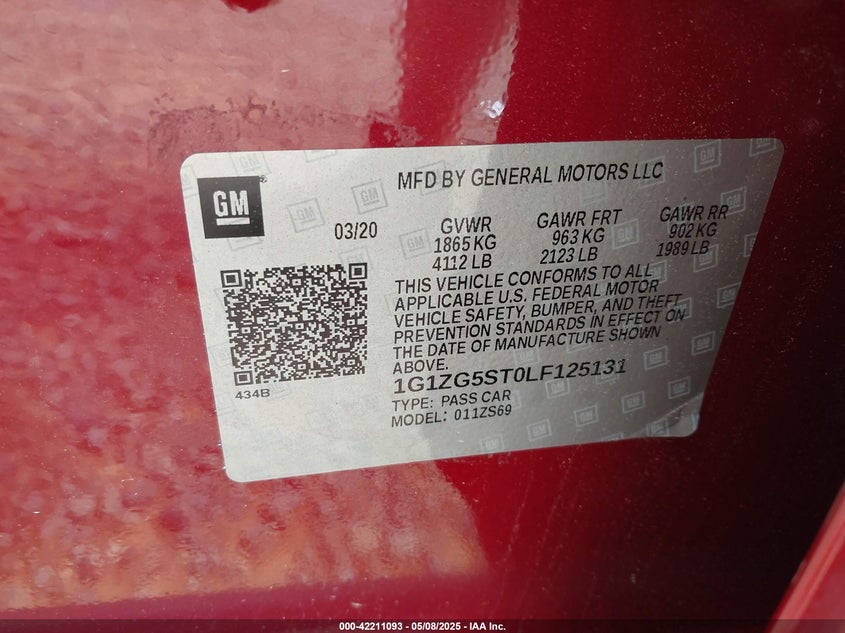 GM
MFD BY GENERAL MOTORS LLC
03/20
GVWR
1865 KG
4112 LB
GAWR FRT
963 KG
2123 LB
GAWR RR
902 KG
1989 LB
THIS VEHICLE CONFORMS TO ALL
APPLICABLE U.S. FEDERAL MOTOR
VEHICLE SAFETY, BUMPER, AND THEFT
PREVENTION STANDARDS IN EFFECT ON
THE DATE OF MANUFACTURE SHOWN
ABOVE.
434B
1G1ZG5ST0LF125131
TYPE: PASS CAR
MODEL: 011ZS69
000-42211093 - 05/08/2025 - IAA Inc.